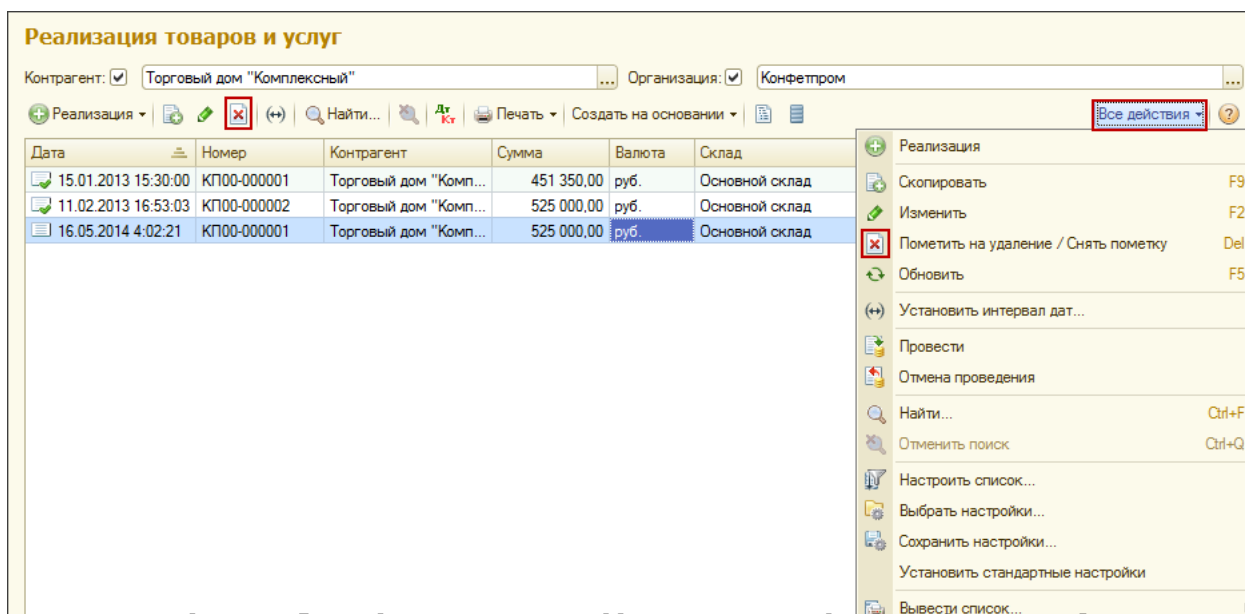 Реализация товаров и услуг
Контрагент: Торговый дом "Комплексный" ... Организация: Конфетпром ...
Реализация Найти... Дт Кт Печать Создать на основании Все действия ?
Дата Номер Контрагент Сумма Валюта Склад
15.01.2013 15:30:00 КП00-000001 Торговый дом "Комп... 451 350,00 руб. Основной склад
11.02.2013 16:53:03 КП00-000002 Торговый дом "Комп... 525 000,00 руб. Основной склад
16.05.2014 4:02:21 КП00-000001 Торговый дом "Комп... 525 000,00 руб. Основной склад
Реализация
Скопировать F9
Изменить F2
Пометить на удаление / Снять пометку Del
Обновить F5
Установить интервал дат...
Провести
Отмена проведения
Найти... Ctrl+F
Отменить поиск Ctrl+Q
Настроить список...
Выбрать настройки...
Сохранить настройки...
Установить стандартные настройки
Вывести список...